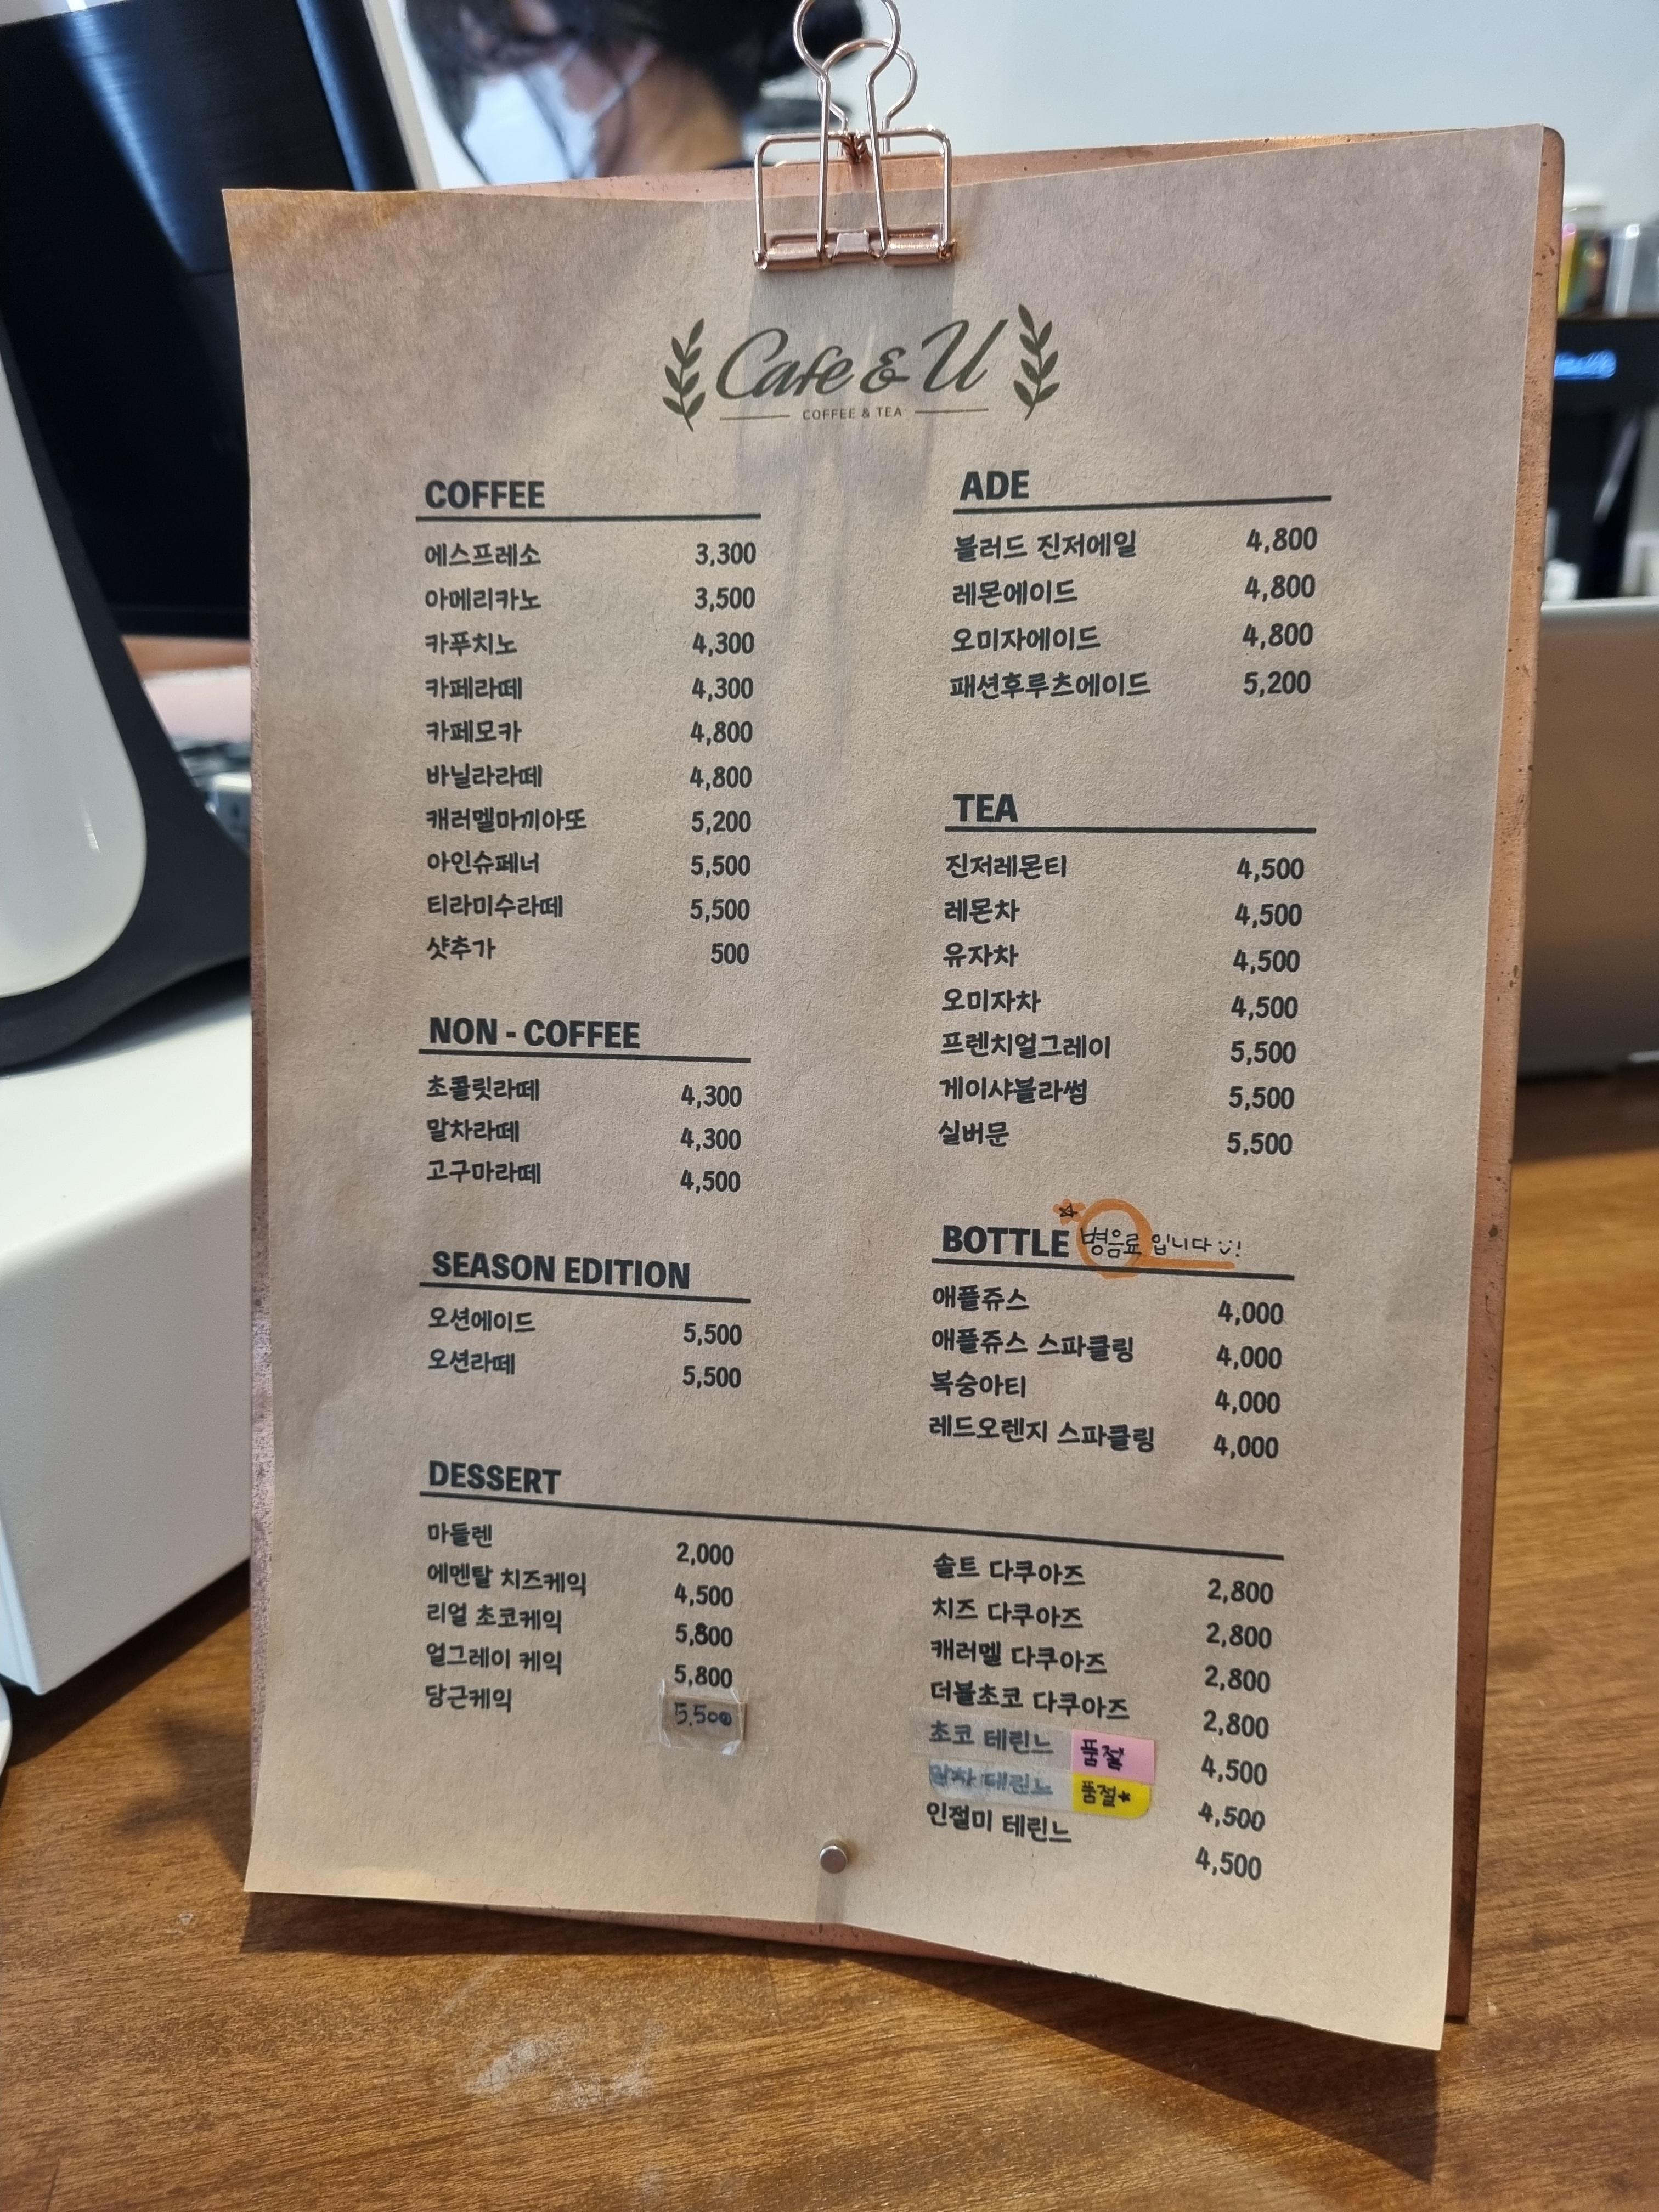 Cafe & U
COFFEE & TEA
COFFEE
에스프레소 3,300
아메리카노 3,500
카푸치노 4,300
카페라떼 4,300
카페모카 4,800
바닐라라떼 4,800
캐러멜마끼아또 5,200
아인슈페너 5,500
티라미수라떼 5,500
샷추가 500
NON - COFFEE
초콜릿라떼 4,300
말차라떼 4,300
고구마라떼 4,500
SEASON EDITION
오션에이드 5,500
오션라떼 5,500
ADE
블러드 진저에일 4,800
레몬에이드 4,800
오미자에이드 4,800
패션후루츠에이드 5,200
TEA
진저레몬티 4,500
레몬차 4,500
유자차 4,500
오미자차 4,500
프렌치얼그레이 5,500
게이샤블라썸 5,500
실버문 5,500
BOTTLE 병음료 입니다 :)!
애플쥬스 4,000
애플쥬스 스파클링 4,000
복숭아티 4,000
레드오렌지 스파클링 4,000
DESSERT
마들렌 2,000
에멘탈 치즈케익 4,500
리얼 초코케익 5,800
얼그레이 케익 5,800
당근케익 5,500
솔트 다쿠아즈 2,800
치즈 다쿠아즈 2,800
캐러멜 다쿠아즈 2,800
더블초코 다쿠아즈 2,800
초코 테린느 품절 4,500
말차 테린느 품절 4,500
인절미 테린느 4,500